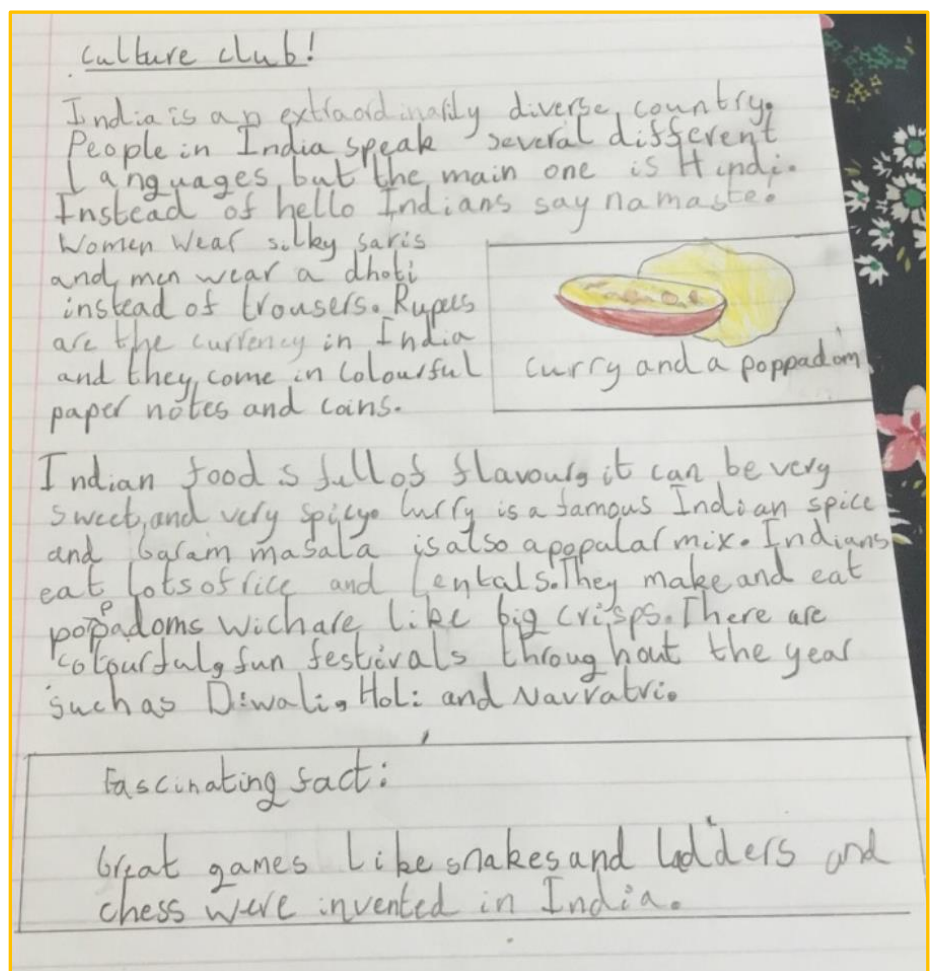 Culture club!
India is an extraordinarily diverse country.
People in India speak several different
Languages, but the main one is Hindi.
Instead of hello Indians say namaste.
Women wear silky saris
and men wear a dhoti
instead of trousers. Rupees
are the currency in India
and they come in colourful
paper notes and coins.
curry and a poppadom
Indian food s full of flavour, it can be very
sweet, and very spicy. Curry is a famous Indian spice
and Garam masala is also a popular mix. Indians
eat lots of rice and Lentals. They make and eat
poppadoms wich are like big crisps. There are
colourful, fun festivals throughout the year
such as Diwali, Holi and Navratri.
Fascinating fact:
Great games like snakes and ladders and
chess were invented in India.